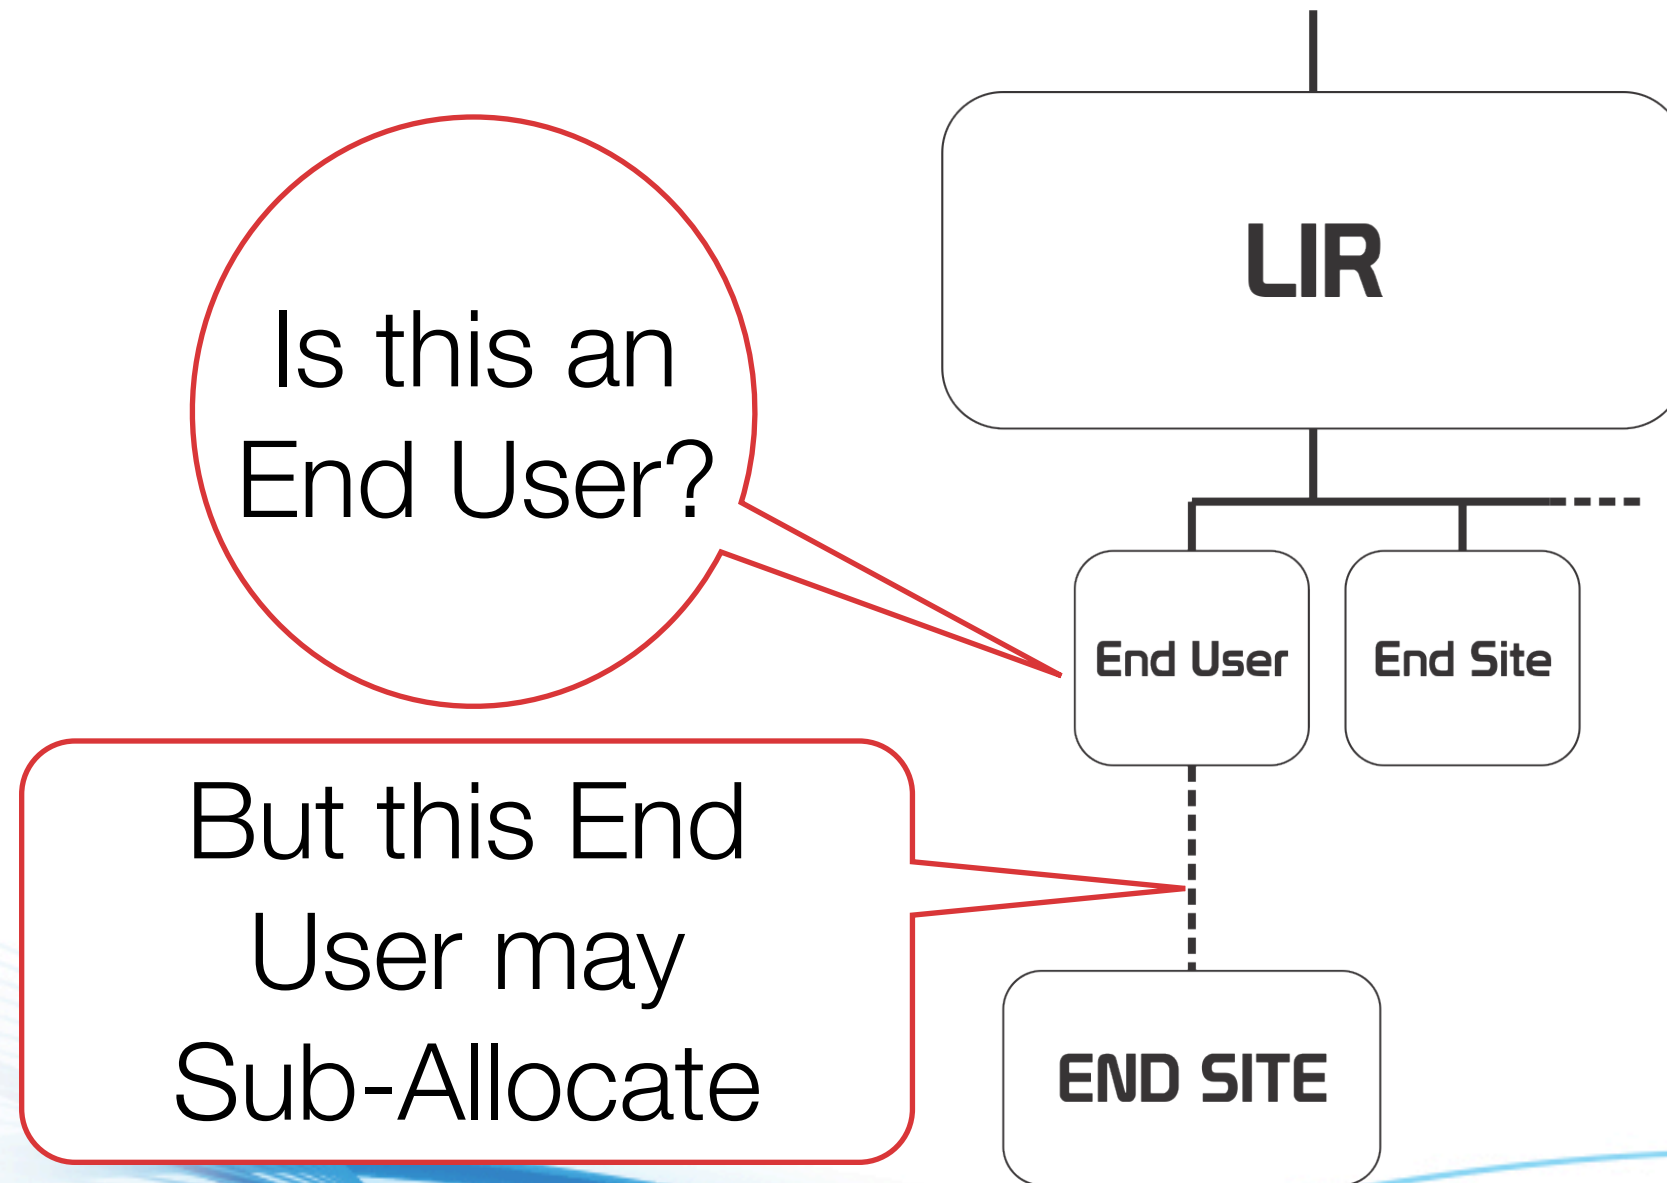 LIR
Is this an
End User?
End User
End Site
But this End
User may
Sub-Allocate
END SITE